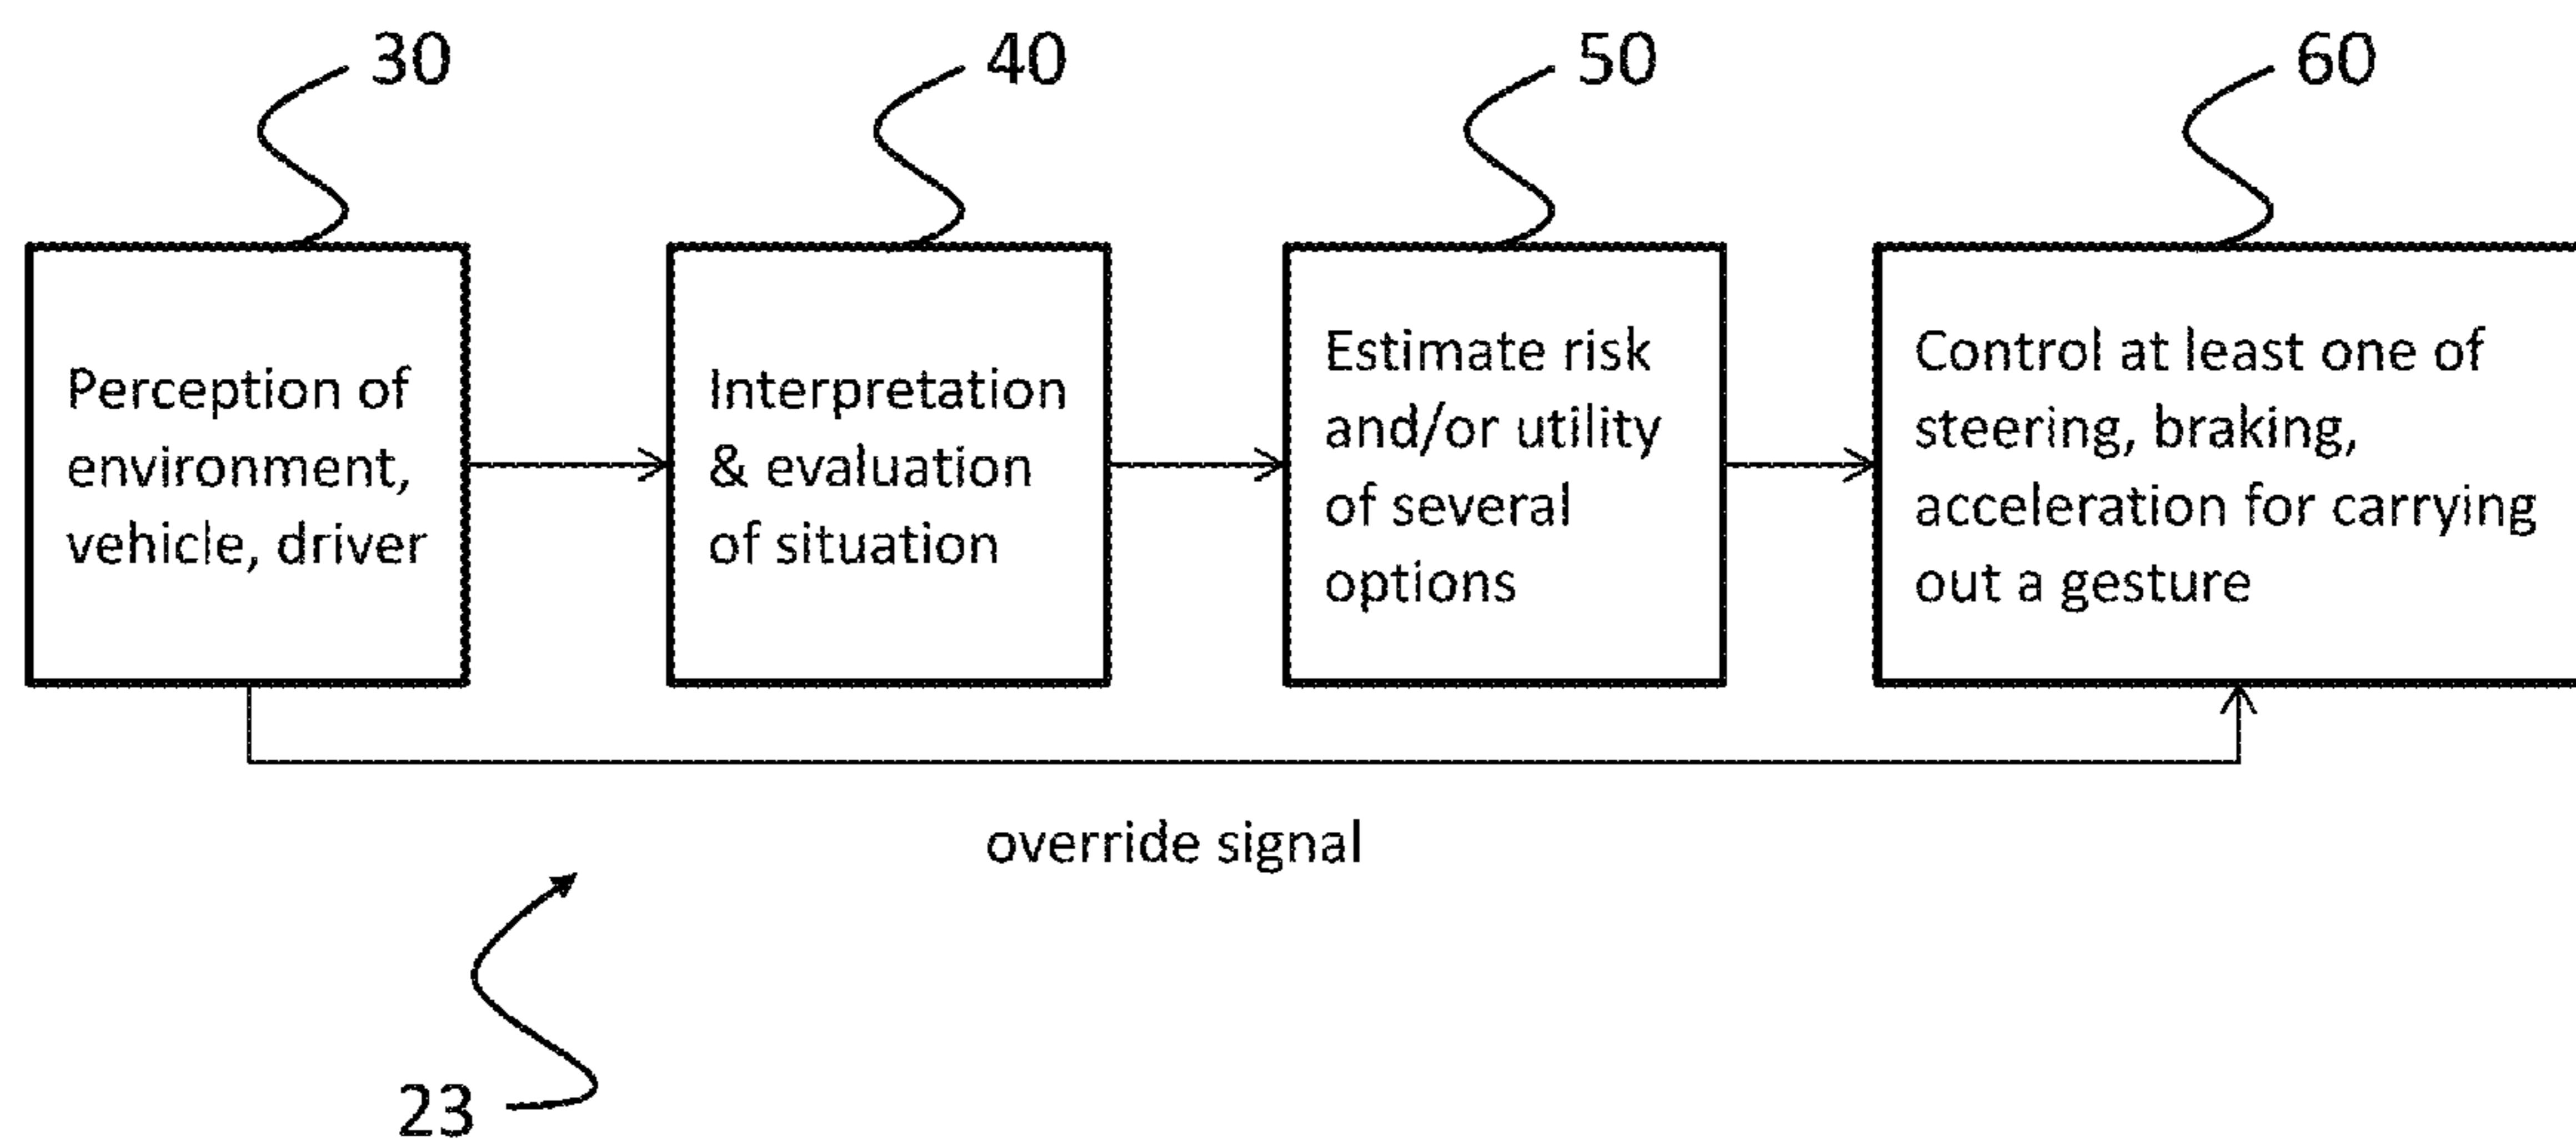 30
40
50
60
Perception of
environment,
vehicle, driver
Interpretation
& evaluation
of situation
Estimate risk
and/or utility
of several
options
Control at least one of
steering, braking,
acceleration for carrying
out a gesture
override signal
23